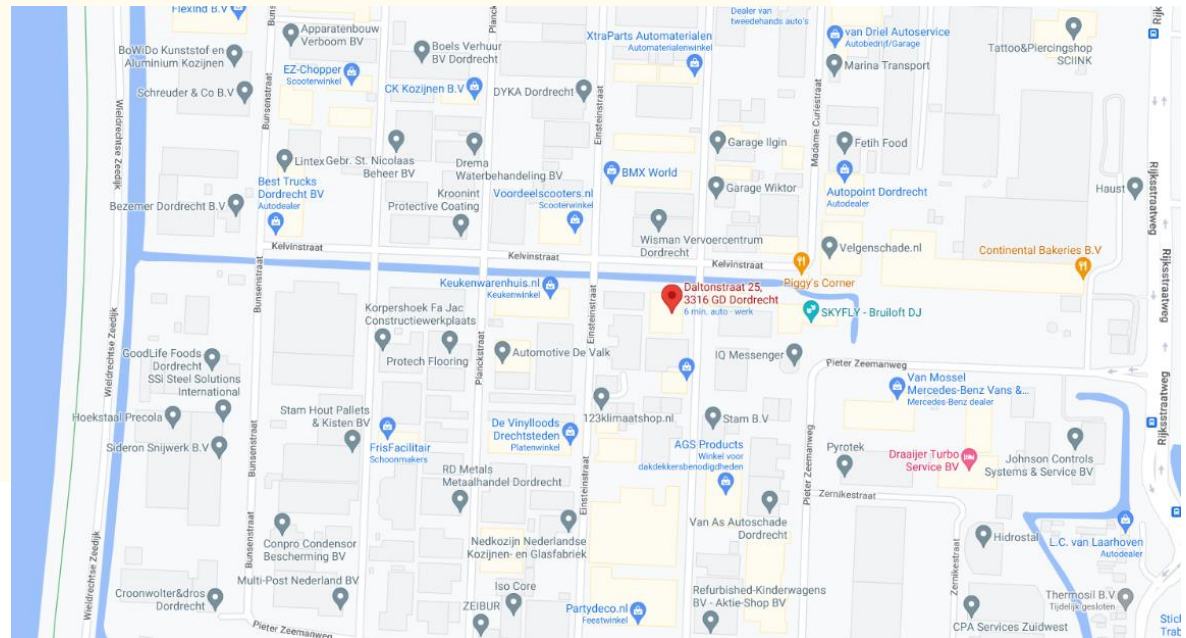 Flexind B.V
Apparatenbouw
Verboom BV
BoWiDo Kunststof en
Aluminium Kozijnen
EZ-Chopper
Scooterwinkel
Schreuder & Co B.V
Boels Verhuur
BV Dordrecht
CK Kozijnen B.V
DYKA Dordrecht
Dealer van
tweedehands auto's
XtraParts Automaterialen
Automaterialenwinkel
van Driel Autoservice
Autobedrijf/Garage
Marina Transport
Tattoo&Piercingshop
SCIINK
Rijk
Wieldrechtse Zeedijk
Bunsenstraat
Planck
Einsteinstraat
Madame Curiestraat
Rijksstraatweg
Lintex
Gebr. St. Nicolaas
Beheer BV
Drema
Waterbehandeling BV
Best Trucks
Dordrecht BV
Autodealer
Bezemer Dordrecht B.V
Kroonint
Protective Coating
Voordeelscooters.nl
Scooterwinkel
BMX World
Garage Ilgin
Garage Wiktor
Fetih Food
Autopoint Dordrecht
Autodealer
Haust
Wisman Vervoercentrum
Dordrecht
Velgenschade.nl
Continental Bakeries B.V
Kelvinstraat
Kelvinstraat
Kelvinstraat
Piggy's Corner
Keukenwarenhuis.nl
Keukenwinkel
Daltonstraat 25,
3316 GD Dordrecht
6 min. auto - werk
SKYFLY - Bruiloft DJ
Bunsenstraat
Einsteinstraat
Rijksstraatweg
Korpershoek Fa Jac
Constructiewerkplaats
Protech Flooring
Automotive De Valk
IQ Messenger
Pieter Zeemanweg
Wieldrechtse Zeedijk
Planckstraat
GoodLife Foods
Dordrecht
SSi Steel Solutions
International
Hoekstaal Precola
Sideron Snijwerk B.V
Stam Hout Pallets
& Kisten BV
FrisFacilitair
Schoonmakers
De Vinylloods
Drechtsteden
Platenwinkel
123klimaatshop.nl
Stam B.V
Van Mossel
Mercedes-Benz Vans &...
Mercedes-Benz dealer
Rijksstraatweg
Bunsenstraat
Einsteinstraat
Pieter Zeemanweg
AGS Products
Winkel voor
dakdekkersbenodigdheden
Pyrotek
Draaijer Turbo
Service BV
Johnson Controls
Systems & Service BV
RD Metals
Metaalhandel Dordrecht
Zernikestraat
Van As Autoschade
Dordrecht
Conpro Condensor
Bescherming BV
Nedkozijn Nederlandse
Kozijnen- en Glasfabriek
Hidrostal
L.C. van Laarhoven
Autodealer
Zernikestraat
Wieldrechtse Zeedijk
Croonwolter&dros
Dordrecht
Multi-Post Nederland BV
Iso Core
ZEIBUR
Partydeco.nl
Feestwinkel
Refurbished-Kinderwagens
BV - Aktie-Shop BV
Thermosil B.V
Tijdelijk gesloten
CPA Services Zuidwest
Pieter Zeemanweg
Stich
Trab